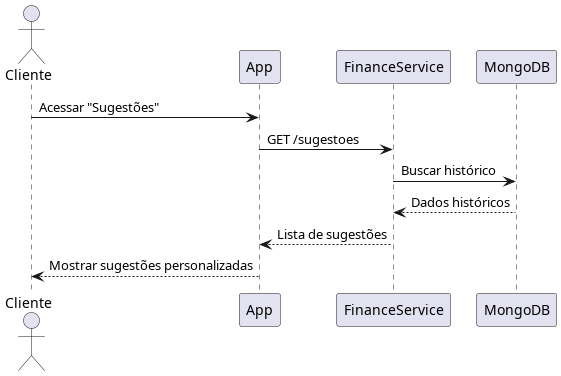 Cliente
App
FinanceService
MongoDB
Acessar "Sugestões"
GET /sugestoes
Buscar histórico
Dados históricos
Lista de sugestões
Mostrar sugestões personalizadas
Cliente
App
FinanceService
MongoDB